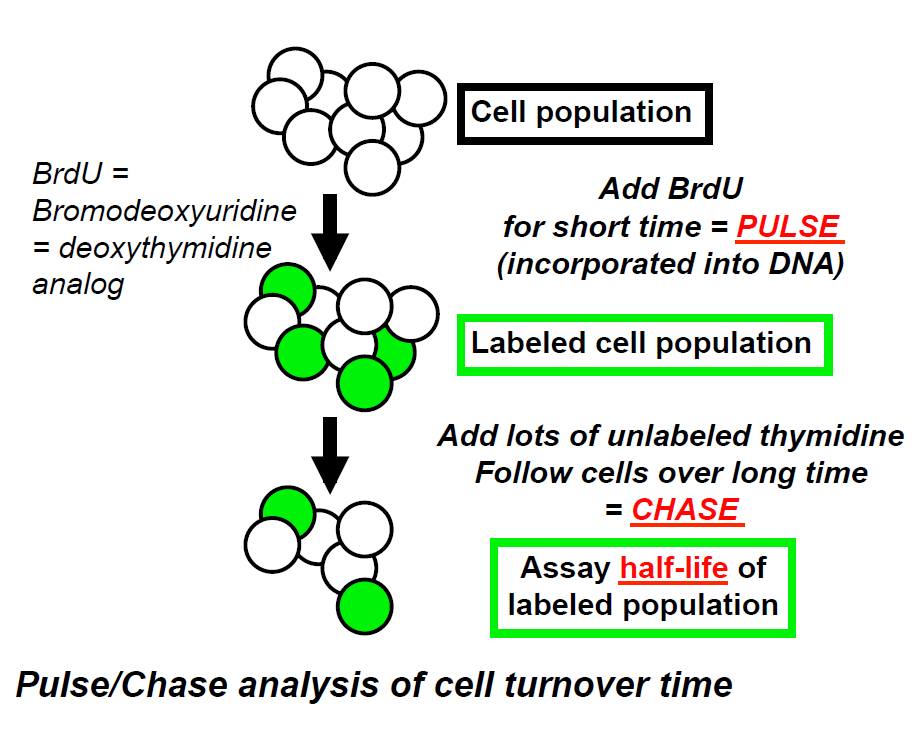 Cell population
BrdU =
Bromodeoxyuridine
= deoxythymidine
analog
Add BrdU
for short time = PULSE
(incorporated into DNA)
Labeled cell population
Add lots of unlabeled thymidine
Follow cells over long time
= CHASE
Assay half-life of
labeled population
Pulse/Chase analysis of cell turnover time